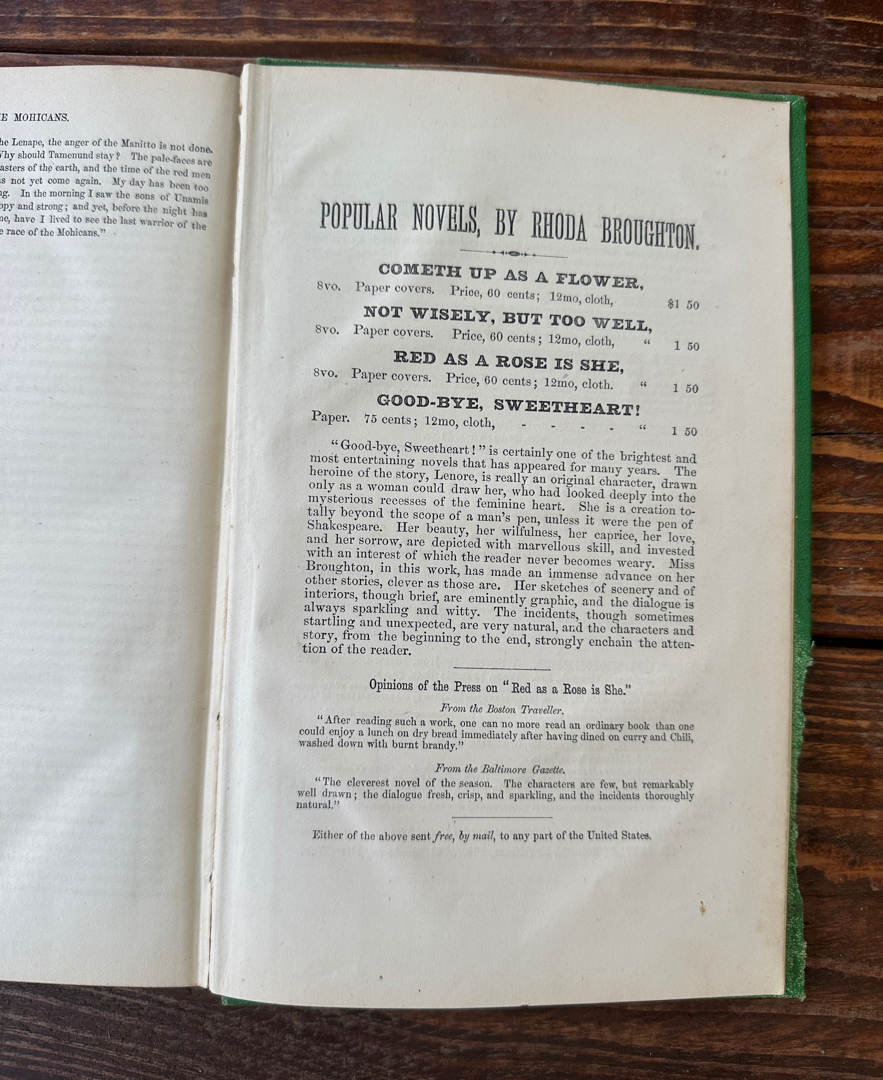 E MOHICANS.
he Lenape, the anger of the Manitto is not done.
Why should Tamenund stay? The pale-faces are
asters of the earth, and the time of the red men
s not yet come again. My day has been too
ng. In the morning I saw the sons of Unamis
ppy and strong; and yet, before the night has
ne, have I lived to see the last warrior of the
e race of the Mohicans."
POPULAR NOVELS, BY RHODA BROUGHTON.
COMETH UP AS A FLOWER,
8vo. Paper covers. Price, 60 cents; 12mo, cloth, $1 50
NOT WISELY, BUT TOO WELL,
8vo. Paper covers. Price, 60 cents; 12mo, cloth, " 1 50
RED AS A ROSE IS SHE,
8vo. Paper covers. Price, 60 cents; 12mo, cloth. " 1 50
GOOD-BYE, SWEETHEART!
Paper. 75 cents; 12mo, cloth, - - - - " 1 50
"Good-bye, Sweetheart!" is certainly one of the brightest and
most entertaining novels that has appeared for many years. The
heroine of the story, Lenore, is really an original character, drawn
only as a woman could draw her, who had looked deeply into the
mysterious recesses of the feminine heart. She is a creation to-
tally beyond the scope of a man's pen, unless it were the pen of
Shakespeare. Her beauty, her wilfulness, her caprice, her love,
and her sorrow, are depicted with marvellous skill, and invested
with an interest of which the reader never becomes weary. Miss
Broughton, in this work, has made an immense advance on her
other stories, clever as those are. Her sketches of scenery and of
interiors, though brief, are eminently graphic, and the dialogue is
always sparkling and witty. The incidents, though sometimes
startling and unexpected, are very natural, and the characters and
story, from the beginning to the end, strongly enchain the atten-
tion of the reader.
Opinions of the Press on "Red as a Rose is She."
From the Boston Traveller.
"After reading such a work, one can no more read an ordinary book than one
could enjoy a lunch on dry bread immediately after having dined on curry and Chili,
washed down with burnt brandy."
From the Baltimore Gazette.
"The cleverest novel of the season. The characters are few, but remarkably
well drawn; the dialogue fresh, crisp, and sparkling, and the incidents thoroughly
natural."
Either of the above sent free, by mail, to any part of the United States.